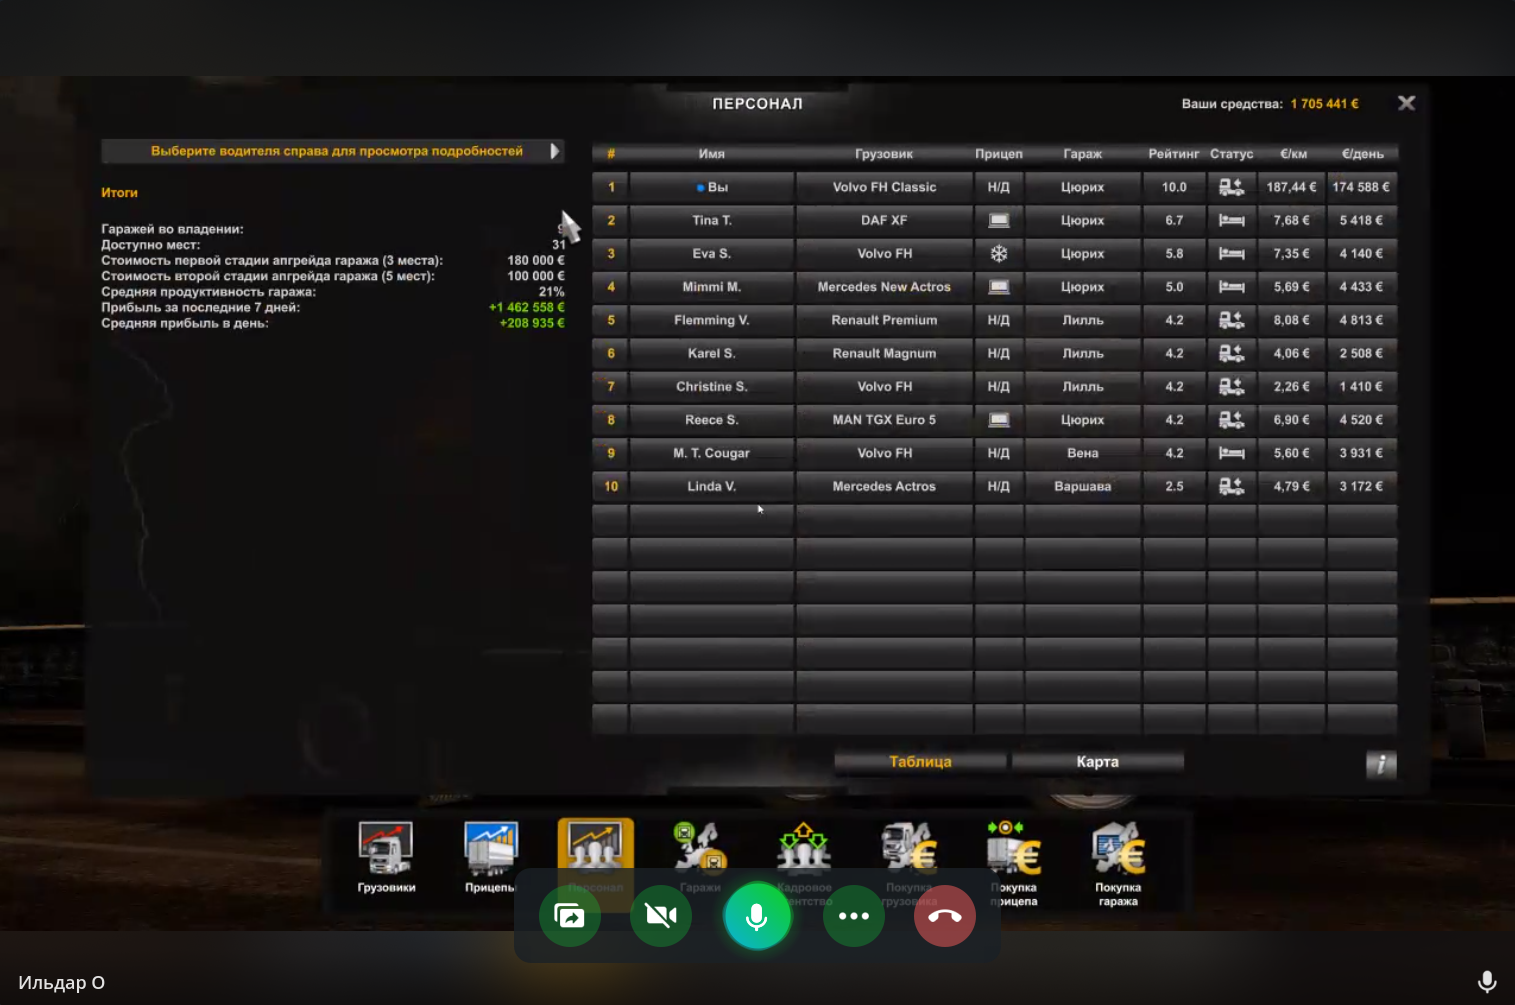 ПЕРСОНАЛ
Ваши средства: 1 705 441 €
Выберите водителя справа для просмотра подробностей
Итоги
Гаражей во владении:
Доступно мест: 31
Стоимость первой стадии апгрейда гаража (3 места): 180 000 €
Стоимость второй стадии апгрейда гаража (5 мест): 100 000 €
Средняя продуктивность гаража: 21%
Прибыль за последние 7 дней: +1 462 558 €
Средняя прибыль в день: +208 935 €
# Имя Грузовик Прицеп Гараж Рейтинг Статус €/км €/день
1 Вы Volvo FH Classic Н/Д Цюрих 10.0 187,44 € 174 588 €
2 Tina T. DAF XF Цюрих 6.7 7,68 € 5 418 €
3 Eva S. Volvo FH Цюрих 5.8 7,35 € 4 140 €
4 Mimmi M. Mercedes New Actros Цюрих 5.0 5,69 € 4 433 €
5 Flemming V. Renault Premium Н/Д Лилль 4.2 8,08 € 4 813 €
6 Karel S. Renault Magnum Н/Д Лилль 4.2 4,06 € 2 508 €
7 Christine S. Volvo FH Н/Д Лилль 4.2 2,26 € 1 410 €
8 Reece S. MAN TGX Euro 5 Цюрих 4.2 6,90 € 4 520 €
9 M. T. Cougar Volvo FH Н/Д Вена 4.2 5,60 € 3 931 €
10 Linda V. Mercedes Actros Н/Д Варшава 2.5 4,79 € 3 172 €
Таблица Карта
Грузовики Прицепы Персонал Гаражи Кадровое Покупка Покупка Покупка
грузовика прицепа гаража
Ильдар О